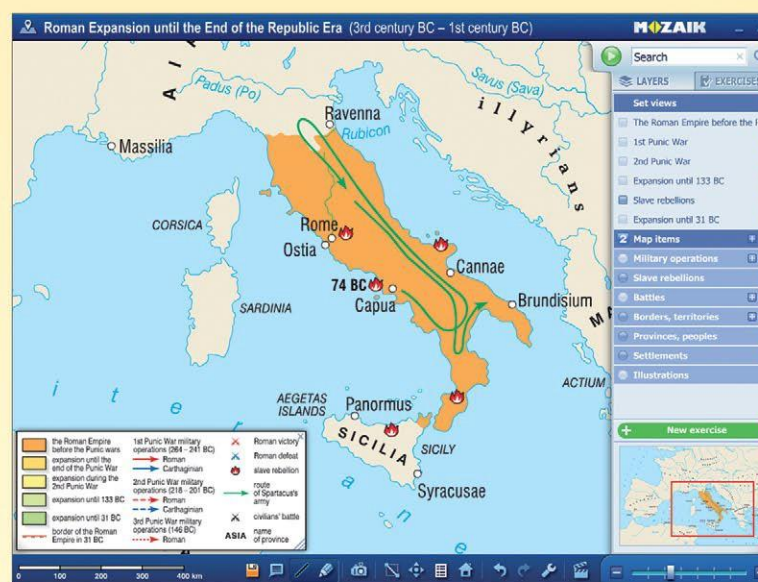 Roman Expansion until the End of the Republic Era (3rd century BC – 1st century BC)
MOZAIK
Search
LAYERS
EXERCISES
Set views
The Roman Empire before the P
1st Punic War
2nd Punic War
Expansion until 133 BC
Slave rebellions
Expansion until 31 BC
Map items
Military operations
Slave rebellions
Battles
Borders, territories
Provinces, peoples
Settlements
Illustrations
New exercise
Padus (Po)
Savus (Sava)
illyrians
Ravenna
Rubicon
Massilia
CORSICA
Rome
Ostia
Cannae
74 BC
Capua
Brundisium
SARDINIA
ACTIUM
AEGETAS
ISLANDS
Panormus
SICILIA
SICILY
Syracusae
the Roman Empire
before the Punic wars
expansion until
the end of the Punic War
expansion during the
2nd Punic War
expansion until 133 BC
expansion until 31 BC
border of the Roman
Empire in 31 BC
1st Punic War military
operations (264 - 241 BC)
Roman
Carthaginian
2nd Punic War military
operations (218 - 201 BC)
Roman
Carthaginian
3rd Punic War military
operations (146 BC)
Roman
Roman victory
Roman defeat
slave rebellion
route
of Spartacus's
army
civilians' battle
ASIA
name
of province
0 100 200 300 400 km